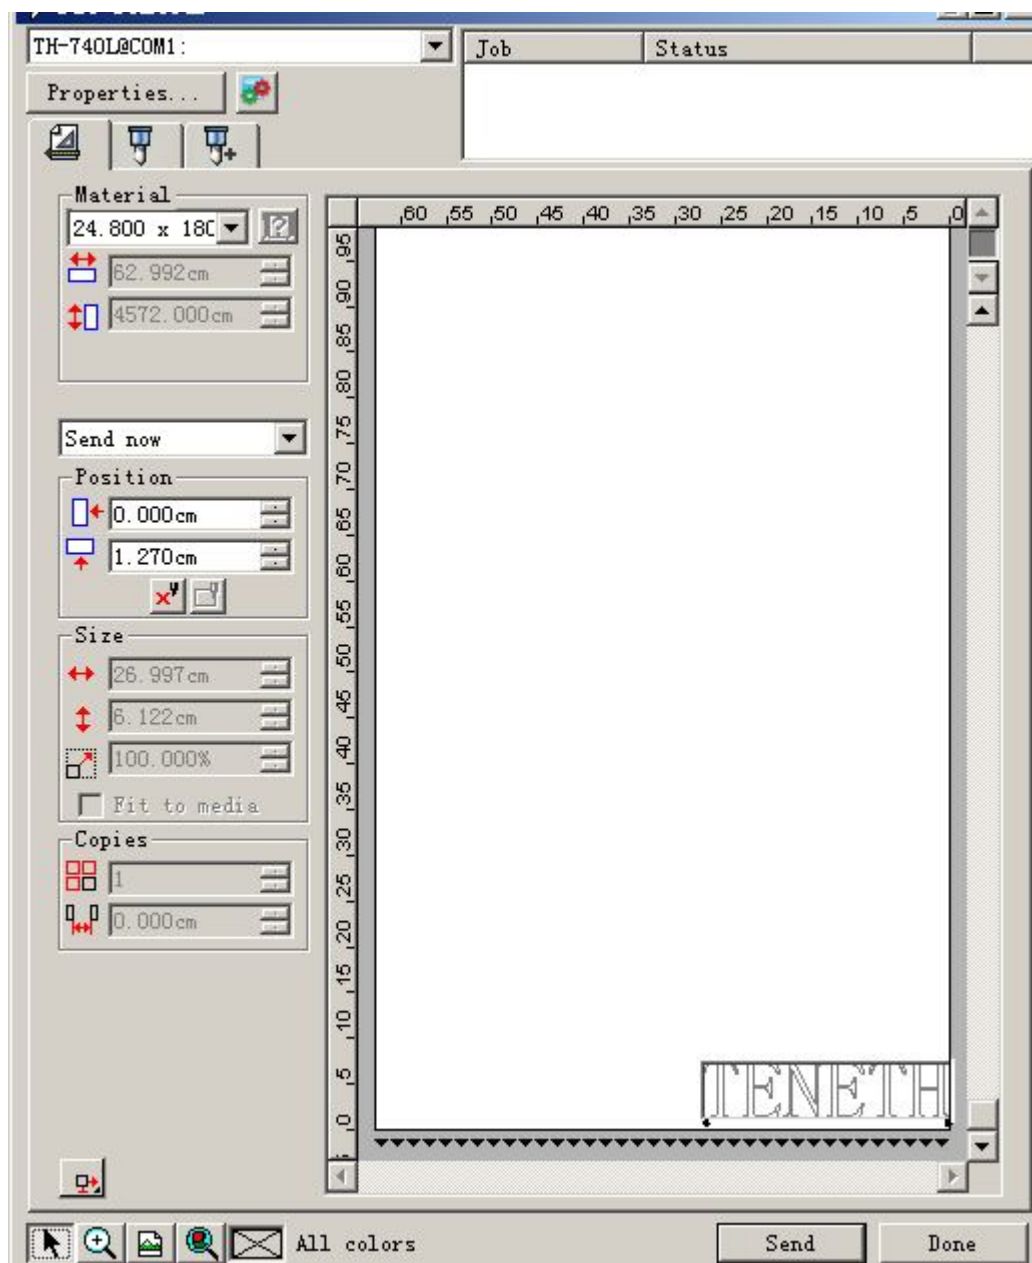 TH-740L@COM1:
Job Status
Properties...
Material
24.800 x 180
62.992cm
4572.000cm
Send now
Position
0.000cm
1.270cm
Size
26.997cm
6.122cm
100.000%
Fit to media
Copies
1
0.000cm
60 55 50 45 40 35 30 25 20 15 10 5 0
95
90
85
80
75
70
65
60
55
50
45
40
35
30
25
20
15
10
5
0
TENETH
All colors
Send
Done